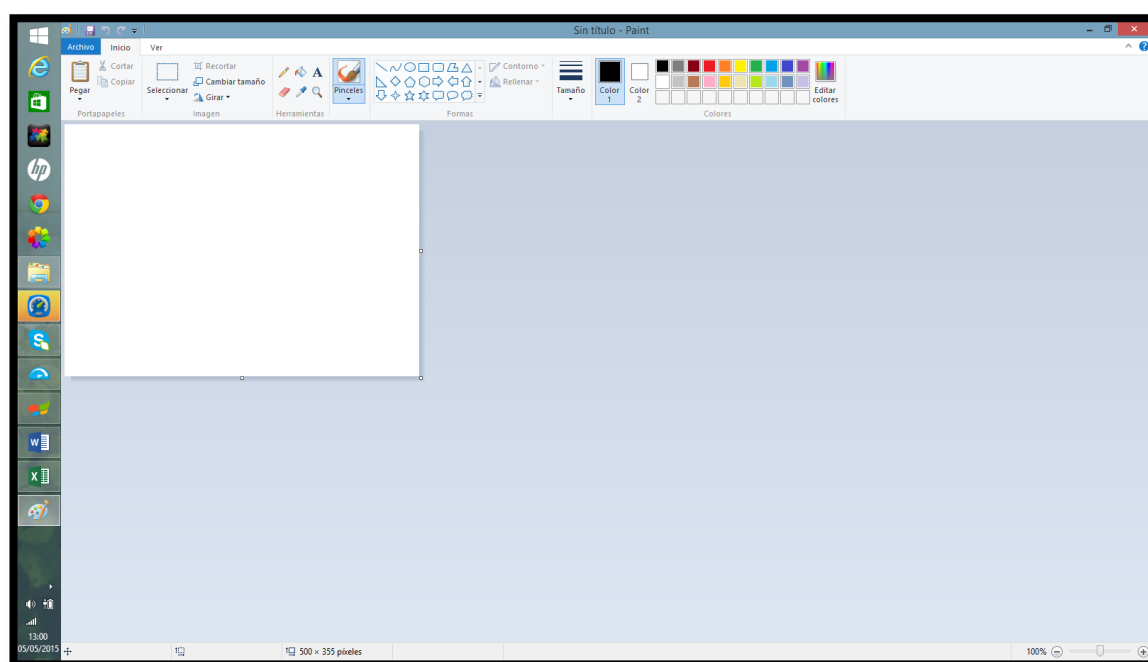 Sin título - Paint
Archivo Inicio Ver
Pegar
Cortar
Copiar
Portapapeles
Seleccionar
Recortar
Cambiar tamaño
Girar
Imagen
A
Herramientas
Pinceles
Contorno
Rellenar
Formas
Tamaño
Color
1
Color
2
Editar
colores
Colores
hp
S
W
X
13:00
05/05/2015
500 × 355 píxeles
100%